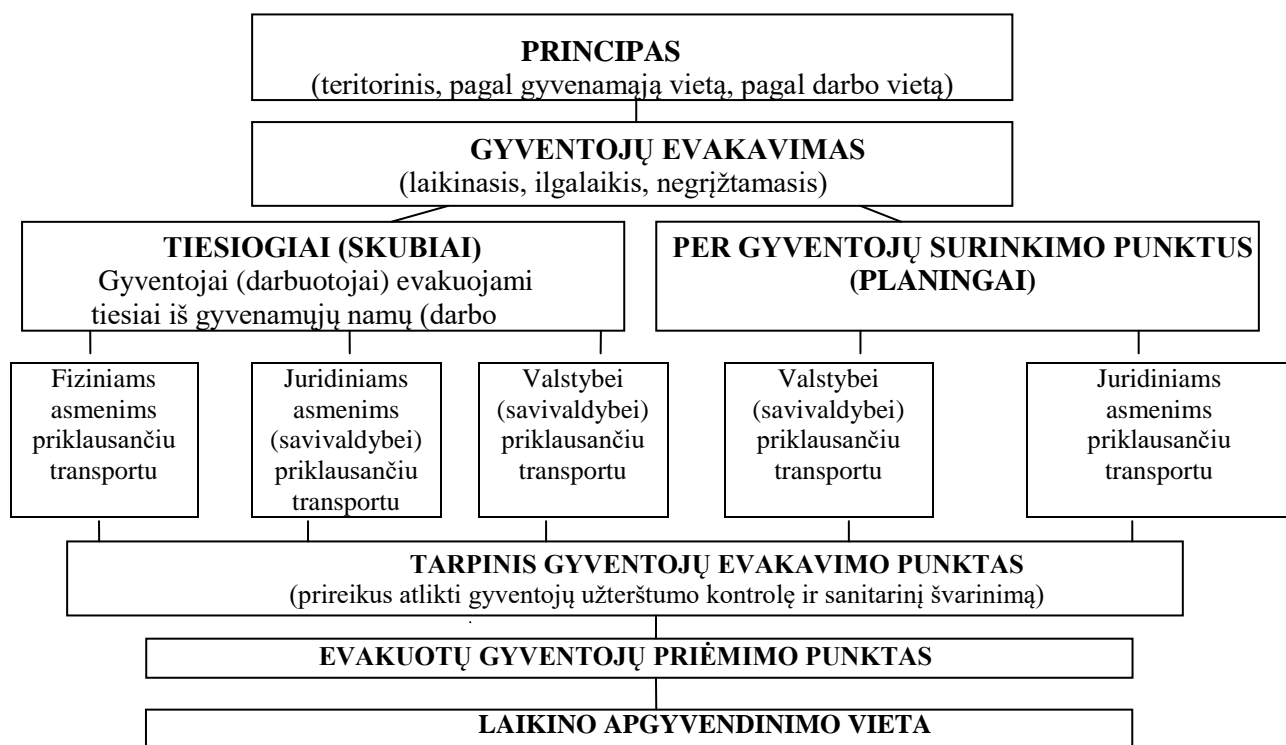 PRINCIPAS
(teritorinis, pagal gyvenamąją vietą, pagal darbo vietą)
GYVENTOJŲ EVAKAVIMAS
(laikinasis, ilgalaikis, negrįžtamasis)
TIESIOGIAI (SKUBIAI)
Gyventojai (darbuotojai) evakuojami
tiesiai iš gyvenamųjų namų (darbo
PER GYVENTOJŲ SURINKIMO PUNKTUS
(PLANINGAI)
Fiziniams
asmenims
priklausančiu
transportu
Juridiniams
asmenims
(savivaldybei)
priklausančiu
transportu
Valstybei
(savivaldybei)
priklausančiu
transportu
Valstybei
(savivaldybei)
priklausančiu
transportu
Juridiniams
asmenims
priklausančiu
transportu
TARPINIS GYVENTOJŲ EVAKAVIMO PUNKTAS
(prireikus atlikti gyventojų užterštumo kontrolę ir sanitarinį švarinimą)
EVAKUOTŲ GYVENTOJŲ PRIĖMIMO PUNKTAS
LAIKINO APGYVENDINIMO VIETA